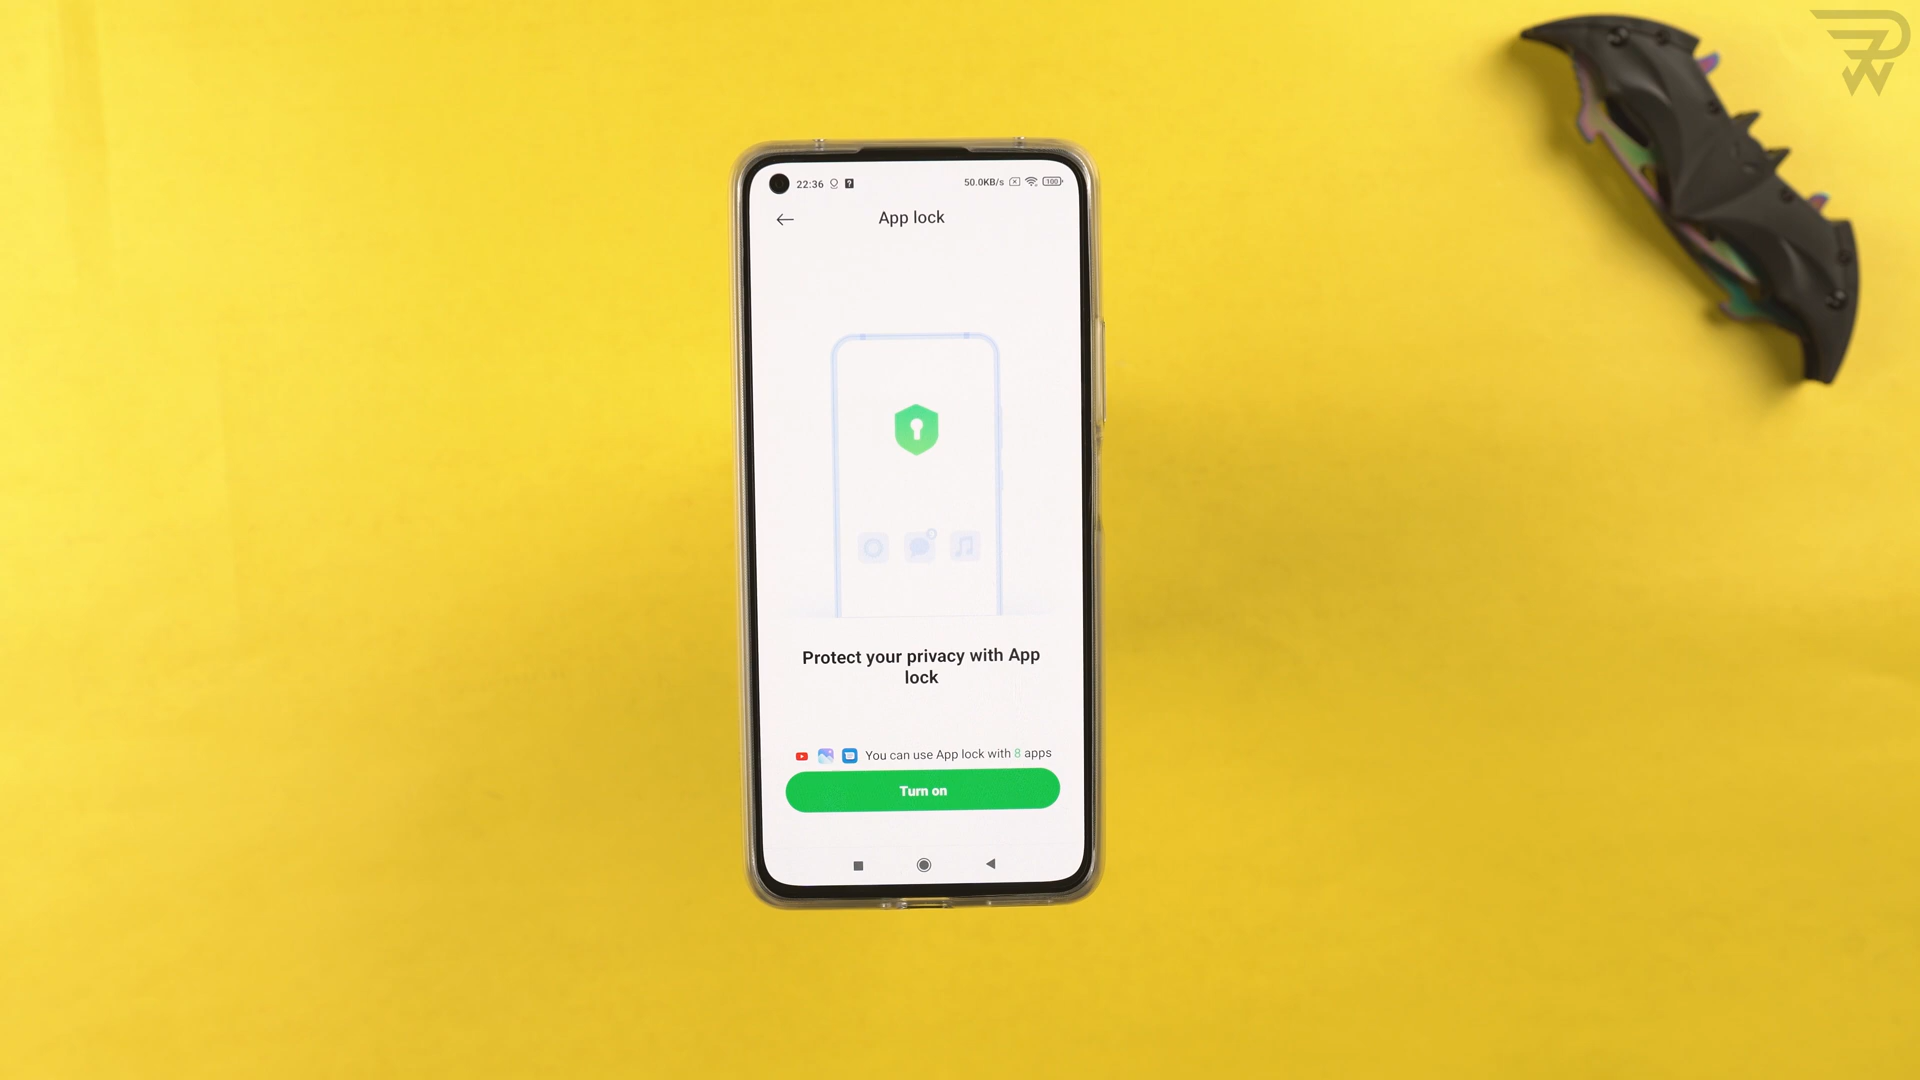 22:36
50.0KB/s
100
App lock
Protect your privacy with App
lock
You can use App lock with 8 apps
Turn on